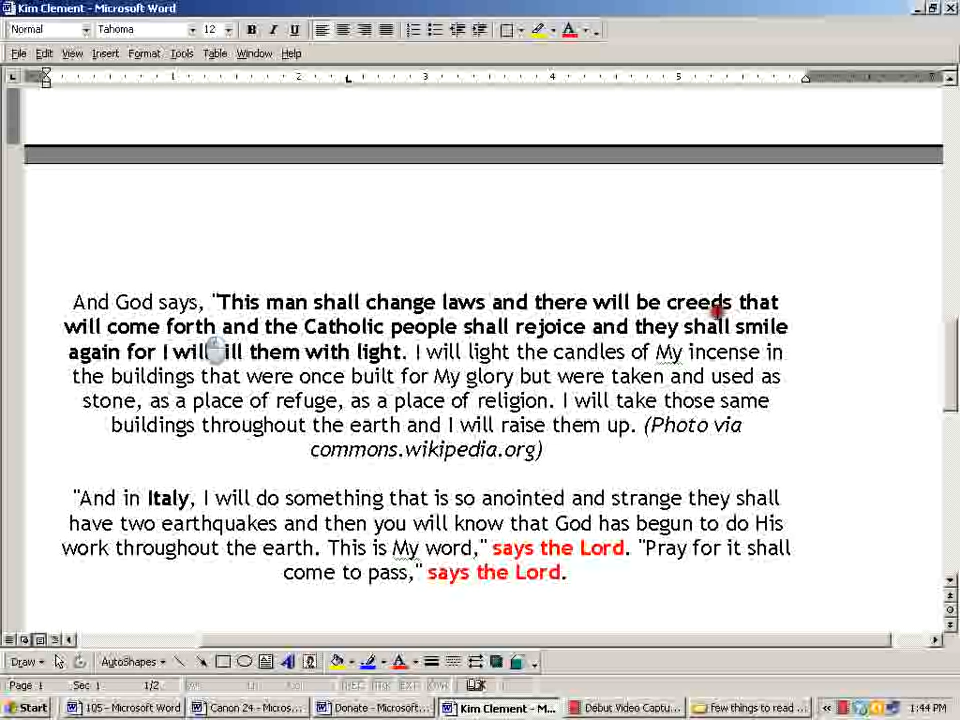 Kim Clement - Microsoft Word
Normal Tahoma 12 B I U A
File Edit View Insert Format Tools Table Window Help
1 2 3 4 5 7
And God says, "This man shall change laws and there will be creeds that
will come forth and the Catholic people shall rejoice and they shall smile
again for I will ill them with light. I will light the candles of My incense in
the buildings that were once built for My glory but were taken and used as
stone, as a place of refuge, as a place of religion. I will take those same
buildings throughout the earth and I will raise them up. (Photo via
commons.wikipedia.org)
"And in Italy, I will do something that is so anointed and strange they shall
have two earthquakes and then you will know that God has begun to do His
work throughout the earth. This is My word," says the Lord. "Pray for it shall
come to pass," says the Lord.
Draw AutoShapes A A
Page 1 Sec 1 1/2
Start 105 - Microsoft Word Canon 24 - Micros... Donate - Microsoft... Kim Clement - M... Debut Video Captu... Few things to read ... « 1:44 PM